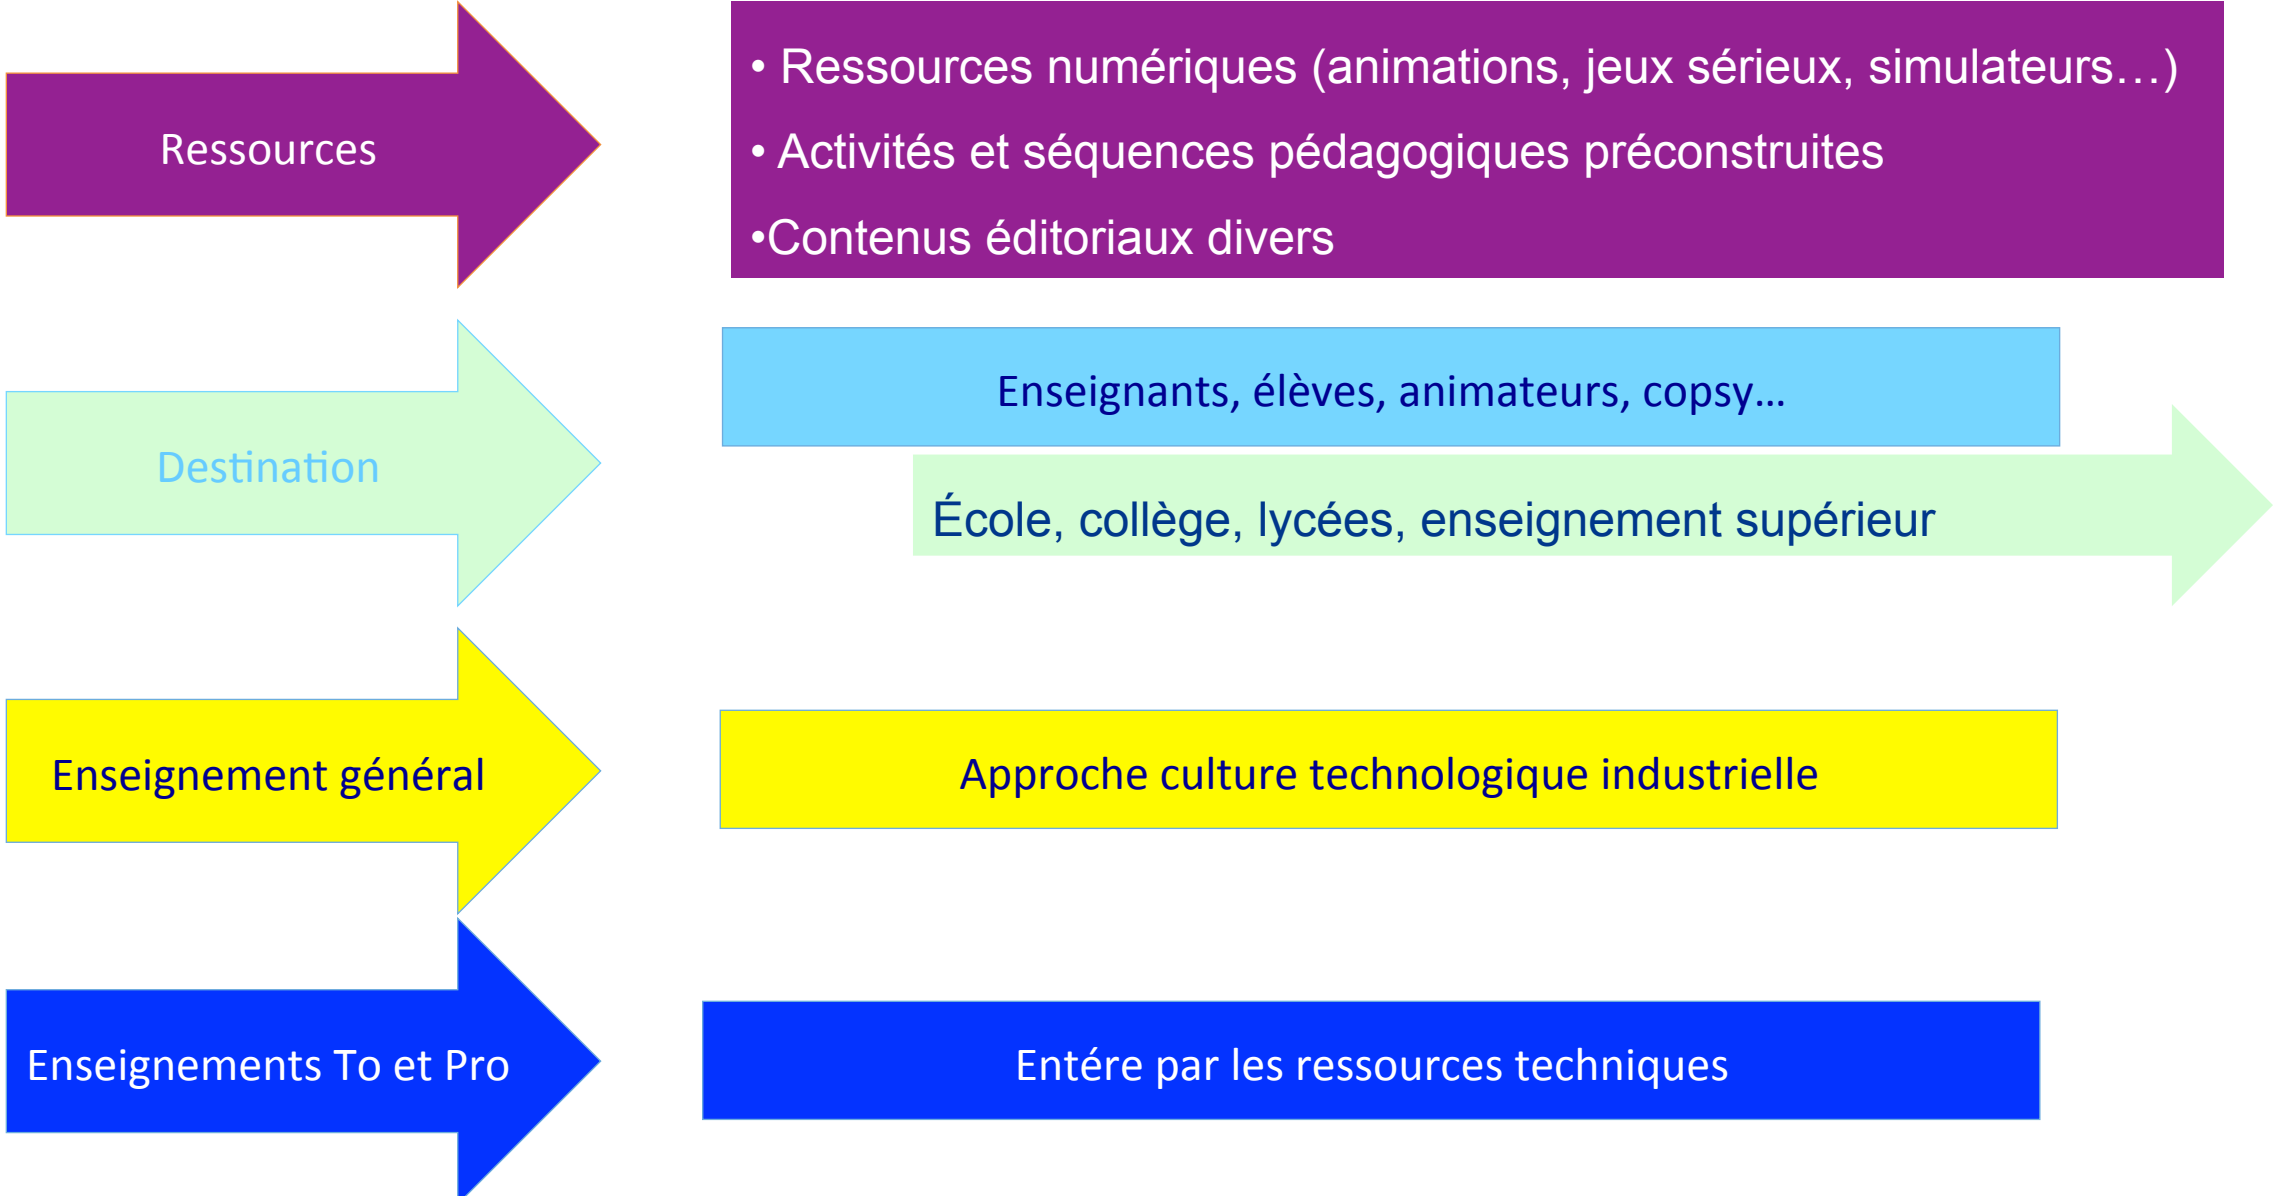 Ressources
• Ressources numériques (animations, jeux sérieux, simulateurs…)
• Activités et séquences pédagogiques préconstruites
•Contenus éditoriaux divers
Destination
Enseignants, élèves, animateurs, copsy…
École, collège, lycées, enseignement supérieur
Enseignement général
Approche culture technologique industrielle
Enseignements To et Pro
Entére par les ressources techniques